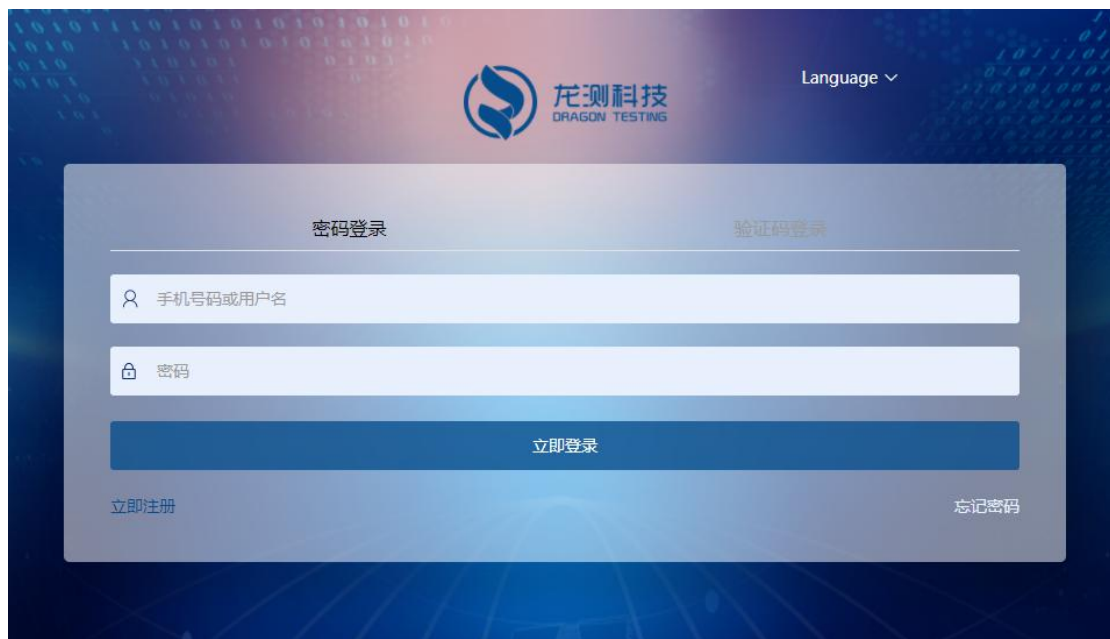 龙测科技
DRAGON TESTING
Language
密码登录
验证码登录
手机号码或用户名
密码
立即登录
立即注册
忘记密码